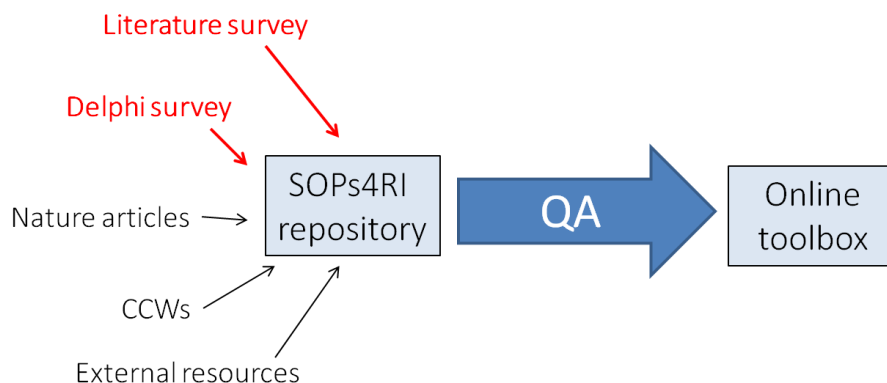 Literature survey
Delphi survey
SOPs4RI
repository
QA
Online
toolbox
Nature articles
CCWs
External resources